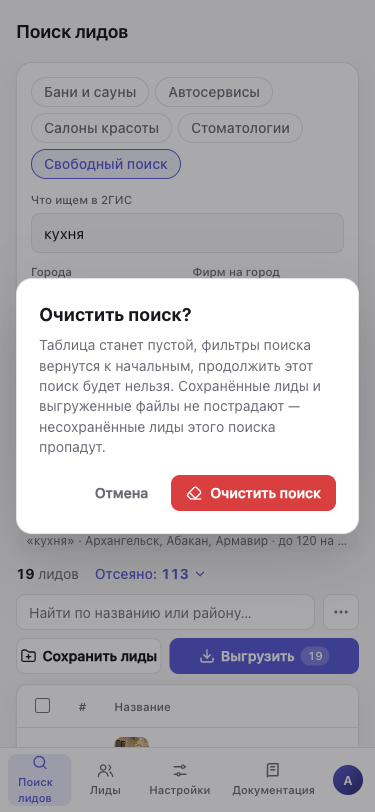 Поиск лидов
Бани и сауны
Автосервисы
Салоны красоты
Стоматологии
Свободный поиск
Что ищем в 2ГИС
кухня
Города
Фирм на город
Очистить поиск?
Таблица станет пустой, фильтры поиска
вернутся к начальным, продолжить этот
поиск будет нельзя. Сохранённые лиды и
выгруженные файлы не пострадают —
несохранённые лиды этого поиска
пропадут.
Отмена
Очистить поиск
«кухня» · Архангельск, Абакан, Армавир · до 120 на ...
19 лидов
Отсеяно: 113
Найти по названию или району...
Сохранить лиды
Выгрузить 19
# Название
Поиск
лидов
Лиды
Настройки
Документация
A